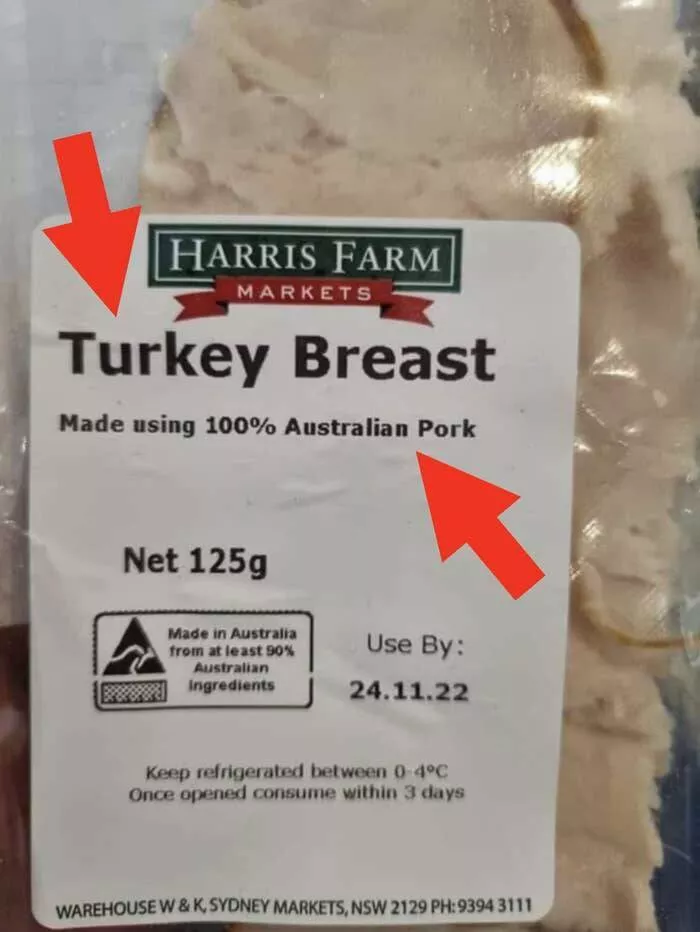 HARRIS FARM
MARKETS
Turkey Breast
Made using 100% Australian Pork
Net 125g
Made in Australia
from at least 90%
Australian
Ingredients
Use By:
24.11.22
Keep refrigerated between 0-4°C
Once opened consume within 3 days
WAREHOUSE W & K, SYDNEY MARKETS, NSW 2129 PH:9394 3111